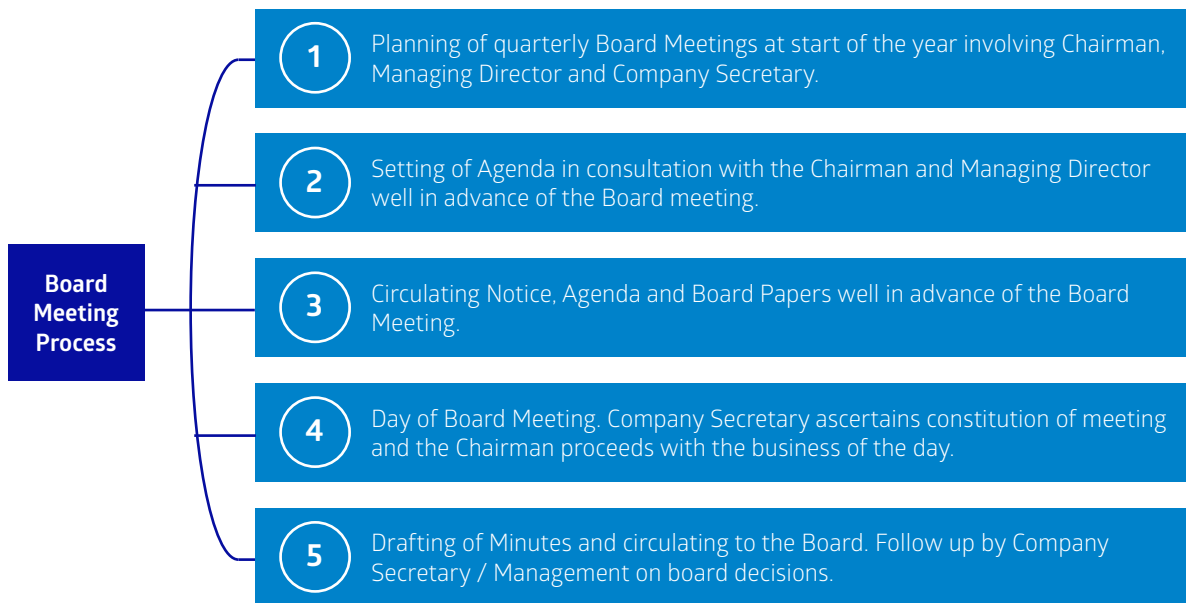 Board
Meeting
Process
1
Planning of quarterly Board Meetings at start of the year involving Chairman,
Managing Director and Company Secretary.
2
Setting of Agenda in consultation with the Chairman and Managing Director
well in advance of the Board meeting.
3
Circulating Notice, Agenda and Board Papers well in advance of the Board
Meeting.
4
Day of Board Meeting. Company Secretary ascertains constitution of meeting
and the Chairman proceeds with the business of the day.
5
Drafting of Minutes and circulating to the Board. Follow up by Company
Secretary / Management on board decisions.